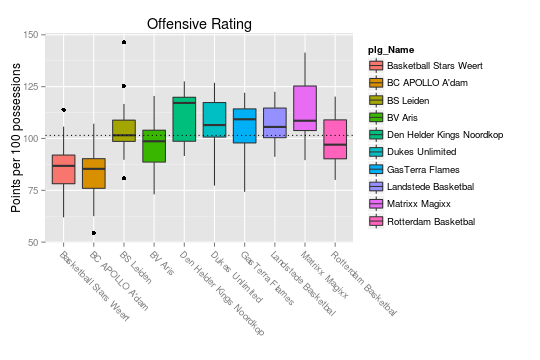 Offensive Rating
Points per 100 possessions
150
125
100
75
50
Basketball Stars Weert
BC APOLLO A'dam
BS Leiden
BV Aris
Den Helder Kings Noordkop
Dukes Unlimited
GasTerra Flames
Landstede Basketbal
Matrixx Magixx
Rotterdam Basketbal
plg_Name
Basketball Stars Weert
BC APOLLO A'dam
BS Leiden
BV Aris
Den Helder Kings Noordkop
Dukes Unlimited
GasTerra Flames
Landstede Basketbal
Matrixx Magixx
Rotterdam Basketbal